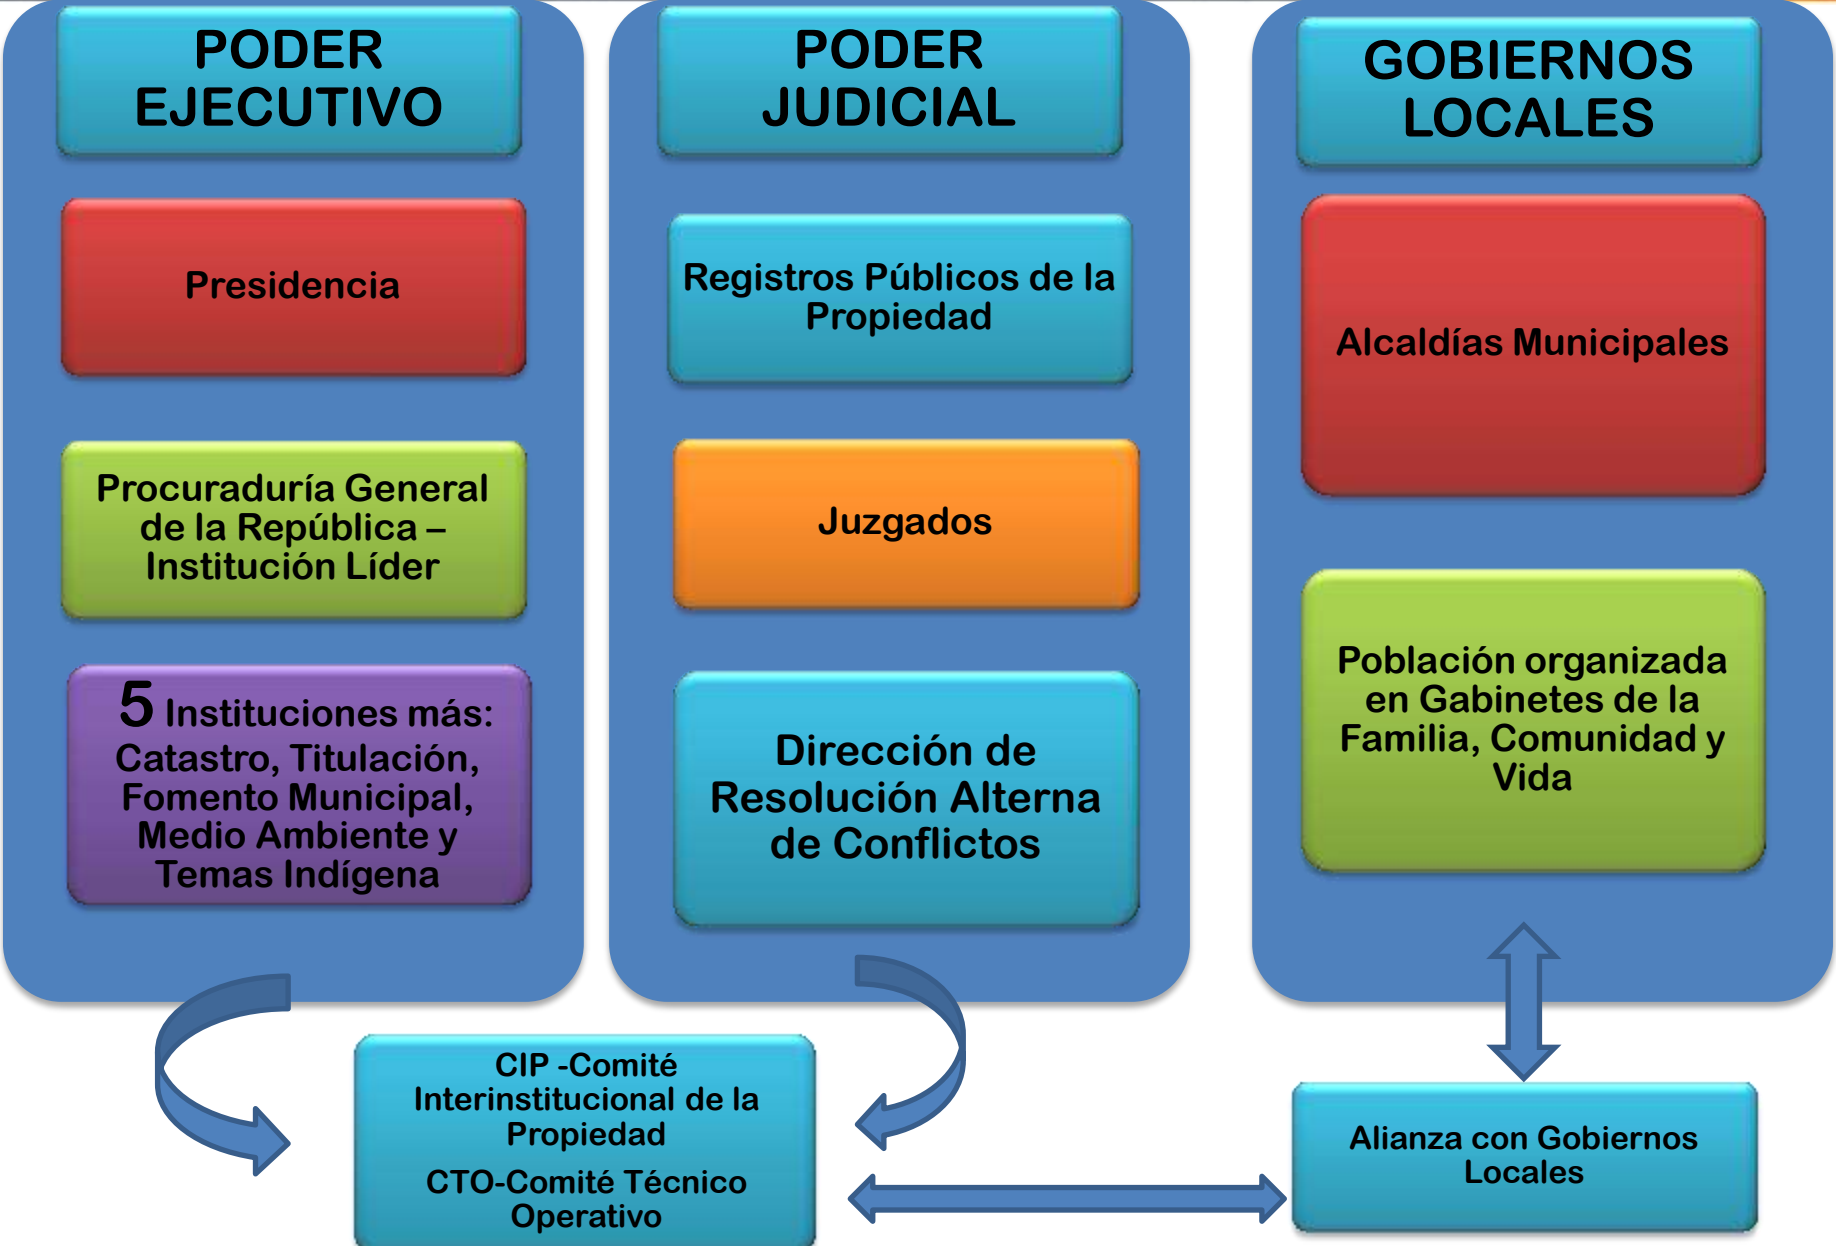 PODER
EJECUTIVO
Presidencia
Procuraduría General
de la República –
Institución Líder
5 Instituciones más:
Catastro, Titulación,
Fomento Municipal,
Medio Ambiente y
Temas Indígena
PODER
JUDICIAL
Registros Públicos de la
Propiedad
Juzgados
Dirección de
Resolución Alterna
de Conflictos
GOBIERNOS
LOCALES
Alcaldías Municipales
Población organizada
en Gabinetes de la
Familia, Comunidad y
Vida
CIP -Comité
Interinstitucional de la
Propiedad
CTO-Comité Técnico
Operativo
Alianza con Gobiernos
Locales